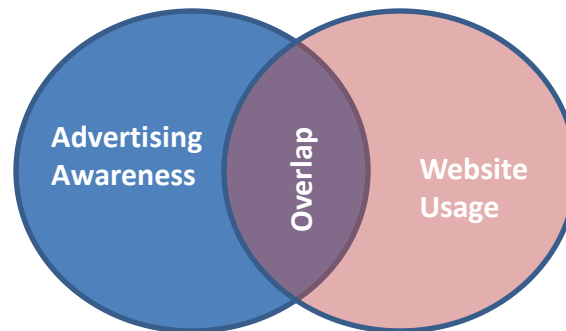 Advertising
Awareness
Overlap
Website
Usage